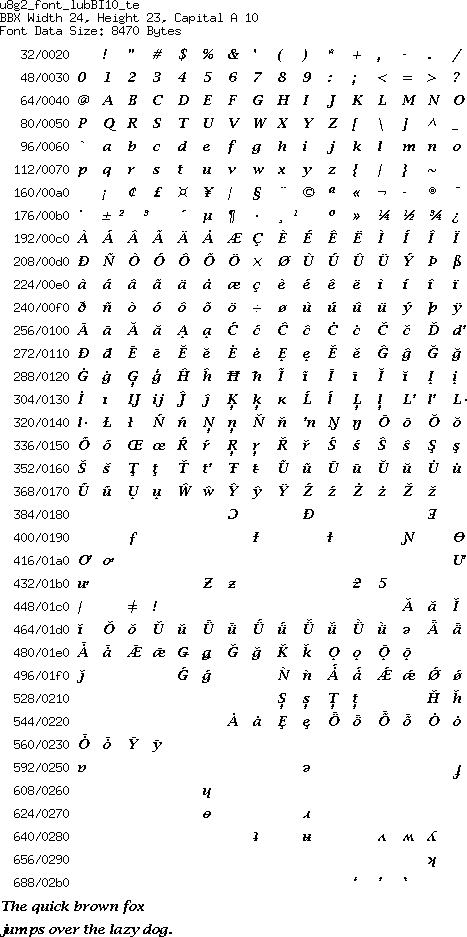 u8g2_font_lubBI10_te
BBX Width 24, Height 23, Capital A 10
Font Data Size: 8470 Bytes
32/0020 ! " # $ % & ' ( ) * + , - . /
48/0030 0 1 2 3 4 5 6 7 8 9 : ; < = > ?
64/0040 @ A B C D E F G H I J K L M N O
80/0050 P Q R S T U V W X Y Z [ \ ] ^ _
96/0060 ` a b c d e f g h i j k l m n o
112/0070 p q r s t u v w x y z { | } ~
160/00a0 ¡ ¢ £ ¤ ¥ ¦ § ¨ © ª « ¬ - ® ¯
176/00b0 ° ± ² ³ ´ µ ¶ · ¸ ¹ º » ¼ ½ ¾ ¿
192/00c0 À Á Â Ã Ä Å Æ Ç È É Ê Ë Ì Í Î Ï
208/00d0 Ð Ñ Ò Ó Ô Õ Ö × Ø Ù Ú Û Ü Ý Þ ß
224/00e0 à á â ã ä å æ ç è é ê ë ì í î ï
240/00f0 ð ñ ò ó ô õ ö ÷ ø ù ú û ü ý þ ÿ
256/0100 Ā ā Ă ă Ą ą Ć ć Ĉ ĉ Ċ ċ Č č Ď ď
272/0110 Đ đ Ē ē Ĕ ĕ Ė ė Ę ę Ě ě Ĝ ĝ Ğ ğ
288/0120 Ġ ġ Ģ ģ Ĥ ĥ Ħ ħ Ĩ ĩ Ī ī Ĭ ĭ Į į
304/0130 İ ı Ĳ ĳ Ĵ ĵ Ķ ķ ĸ Ĺ ĺ Ļ ļ Ľ ľ Ŀ
320/0140 ŀ Ł ł Ń ń Ņ ņ Ň ň ŉ Ŋ ŋ Ō ō Ŏ ŏ
336/0150 Ő ő Œ œ Ŕ ŕ Ŗ ŗ Ř ř Ś ś Ŝ ŝ Ş ş
352/0160 Š š Ţ ţ Ť ť Ŧ ŧ Ũ ũ Ū ū Ŭ ŭ Ů ů
368/0170 Ű ű Ų ų Ŵ ŵ Ŷ ŷ Ÿ Ź ź Ż ż Ž ž
384/0180 Ɔ Ɖ Ǝ
400/0190 ƒ Ɨ ƚ Ɲ Ɵ
416/01a0 Ơ ơ Ư
432/01b0 ư Ƶ ƶ ƻ Ƽ
448/01c0 ǀ ǂ ǃ Ǎ ǎ Ǐ
464/01d0 ǐ Ǒ ǒ Ǔ ǔ Ǖ ǖ Ǘ ǘ Ǚ ǚ Ǜ ǜ ǝ Ǟ ǟ
480/01e0 Ǡ ǡ Ǣ ǣ Ǥ ǥ Ǧ ǧ Ǩ ǩ Ǫ ǫ Ǭ ǭ
496/01f0 ǰ Ǵ ǵ Ǹ ǹ Ǻ ǻ Ǽ ǽ Ǿ ǿ
528/0210 Ș ș Ț ț Ȟ ȟ
544/0220 Ȧ ȧ Ȩ ȩ Ȫ ȫ Ȭ ȭ Ȯ ȯ
560/0230 Ȱ ȱ Ȳ ȳ
592/0250 ɐ ə ɟ
608/0260 ɥ
624/0270 ɵ ɹ
640/0280 ʇ ʉ ʌ ʍ ʎ
656/0290 ʞ
688/02b0 ʻ ʼ ʽ
The quick brown fox
jumps over the lazy dog.